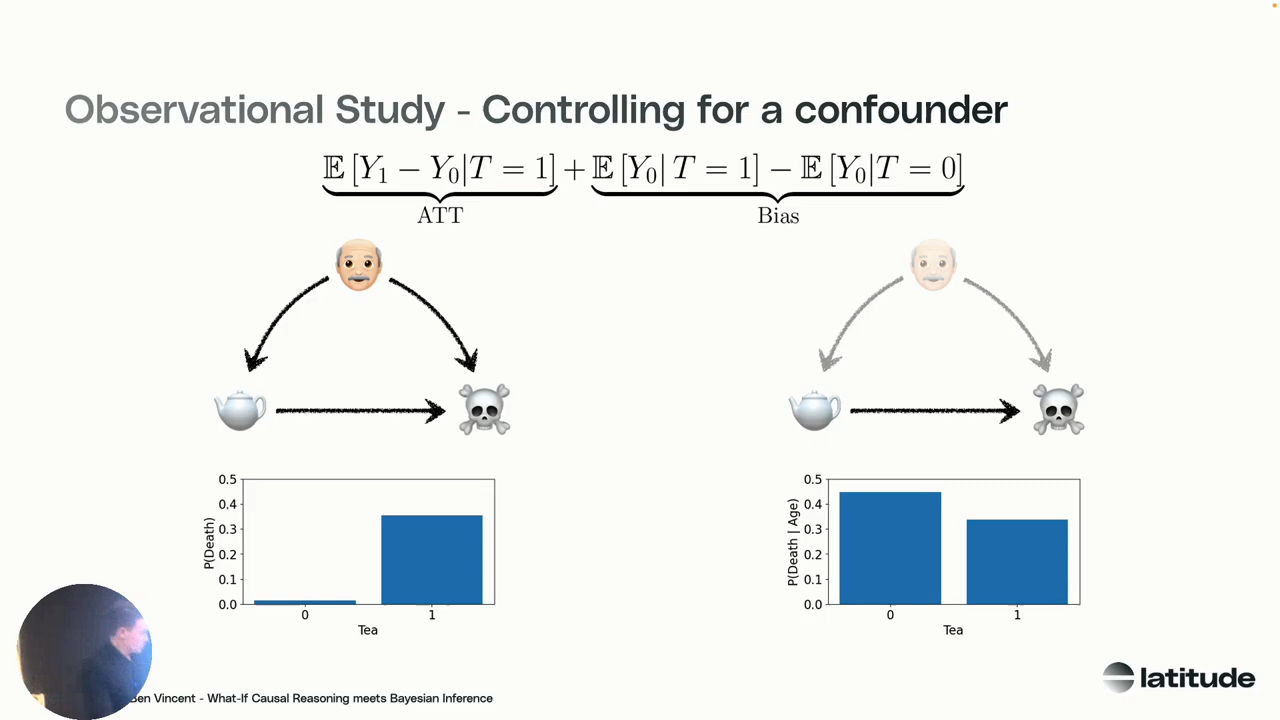 Observational Study - Controlling for a confounder
𝔼[Y₁ − Y₀|T = 1] + 𝔼[Y₀| T = 1] − 𝔼[Y₀|T = 0]
ATT Bias
P(Death)
0.5
0.4
0.3
0.2
0.1
0.0
0 1
Tea
P(Death | Age)
0.5
0.4
0.3
0.2
0.1
0.0
0 1
Tea
Ben Vincent - What-If Causal Reasoning meets Bayesian Inference
latitude